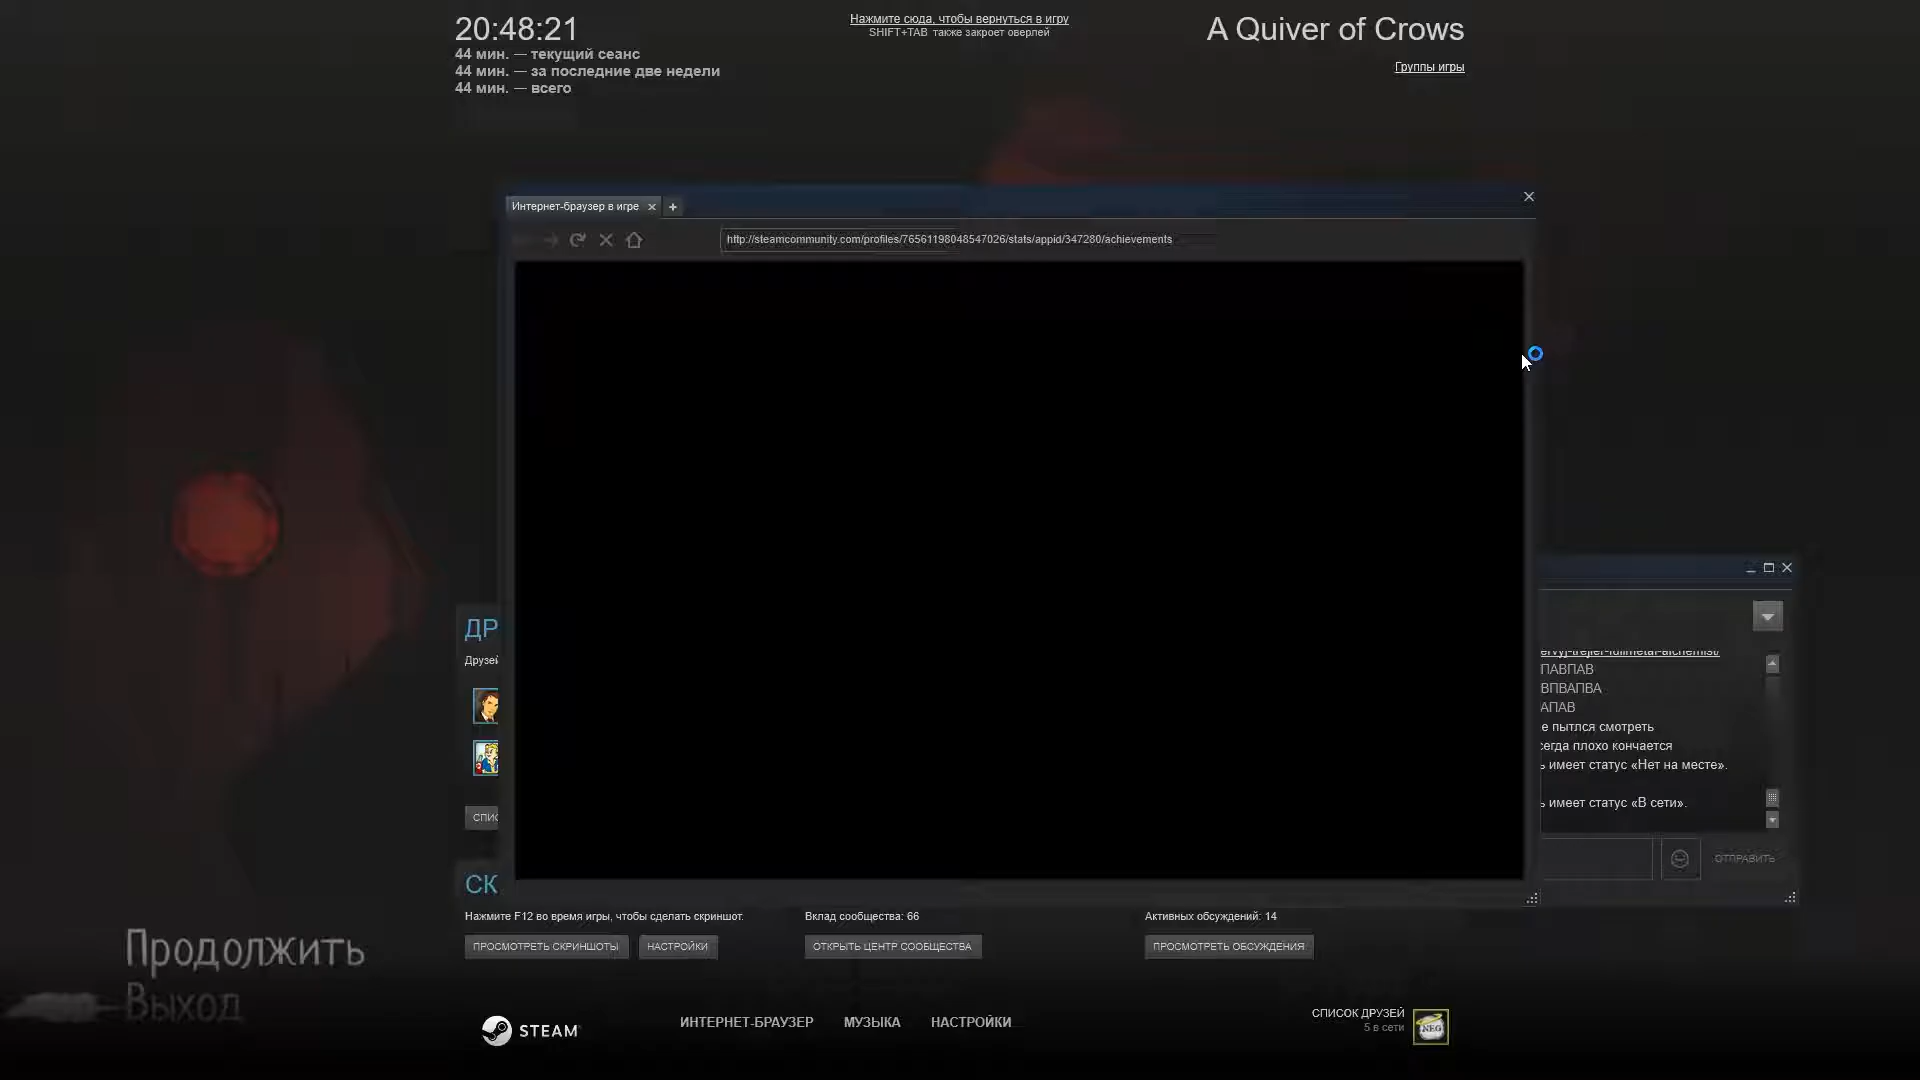 20:48:21
44 мин. — текущий сеанс
44 мин. — за последние две недели
44 мин. — всего
Нажмите сюда, чтобы вернуться в игру
SHIFT+TAB также закроет оверлей
A Quiver of Crows
Группы игры
Интернет-браузер в игре
http://steamcommunity.com/profiles/76561198048547026/stats/appid/347280/achievements
ДР
Друзей
СПИС
ПАВПАВ
ВПВАПВА
АПАВ
е пытлся смотреть
сегда плохо кончается
ь имеет статус «Нет на месте».
ь имеет статус «В сети».
ОТПРАВИТЬ
СК
Нажмите F12 во время игры, чтобы сделать скриншот.
ПРОСМОТРЕТЬ СКРИНШОТЫ
НАСТРОЙКИ
Вклад сообщества: 66
ОТКРЫТЬ ЦЕНТР СООБЩЕСТВА
Активных обсуждений: 14
ПРОСМОТРЕТЬ ОБСУЖДЕНИЯ
Продолжить
Выход
STEAM
ИНТЕРНЕТ-БРАУЗЕР
МУЗЫКА
НАСТРОЙКИ
СПИСОК ДРУЗЕЙ
5 в сети
NEG